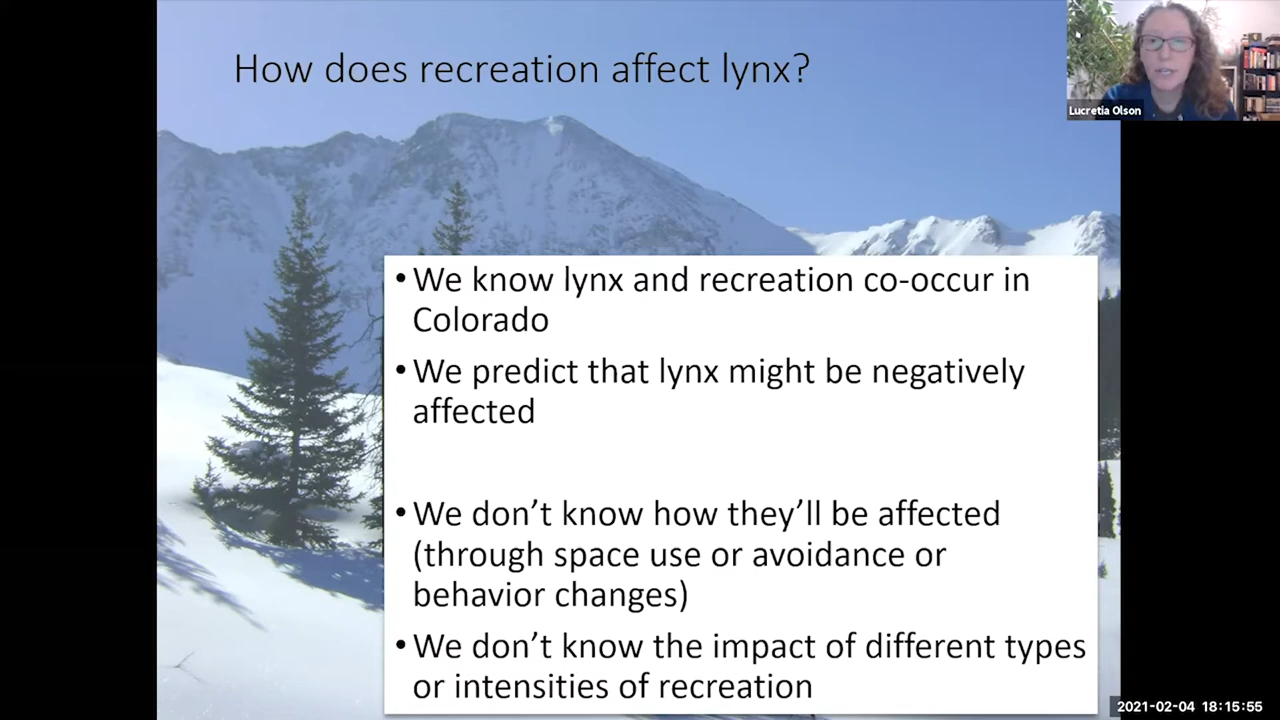 How does recreation affect lynx?
Lucretia Olson
• We know lynx and recreation co-occur in
Colorado
• We predict that lynx might be negatively
affected
• We don’t know how they’ll be affected
(through space use or avoidance or
behavior changes)
• We don’t know the impact of different types
or intensities of recreation
2021-02-04 18:15:55